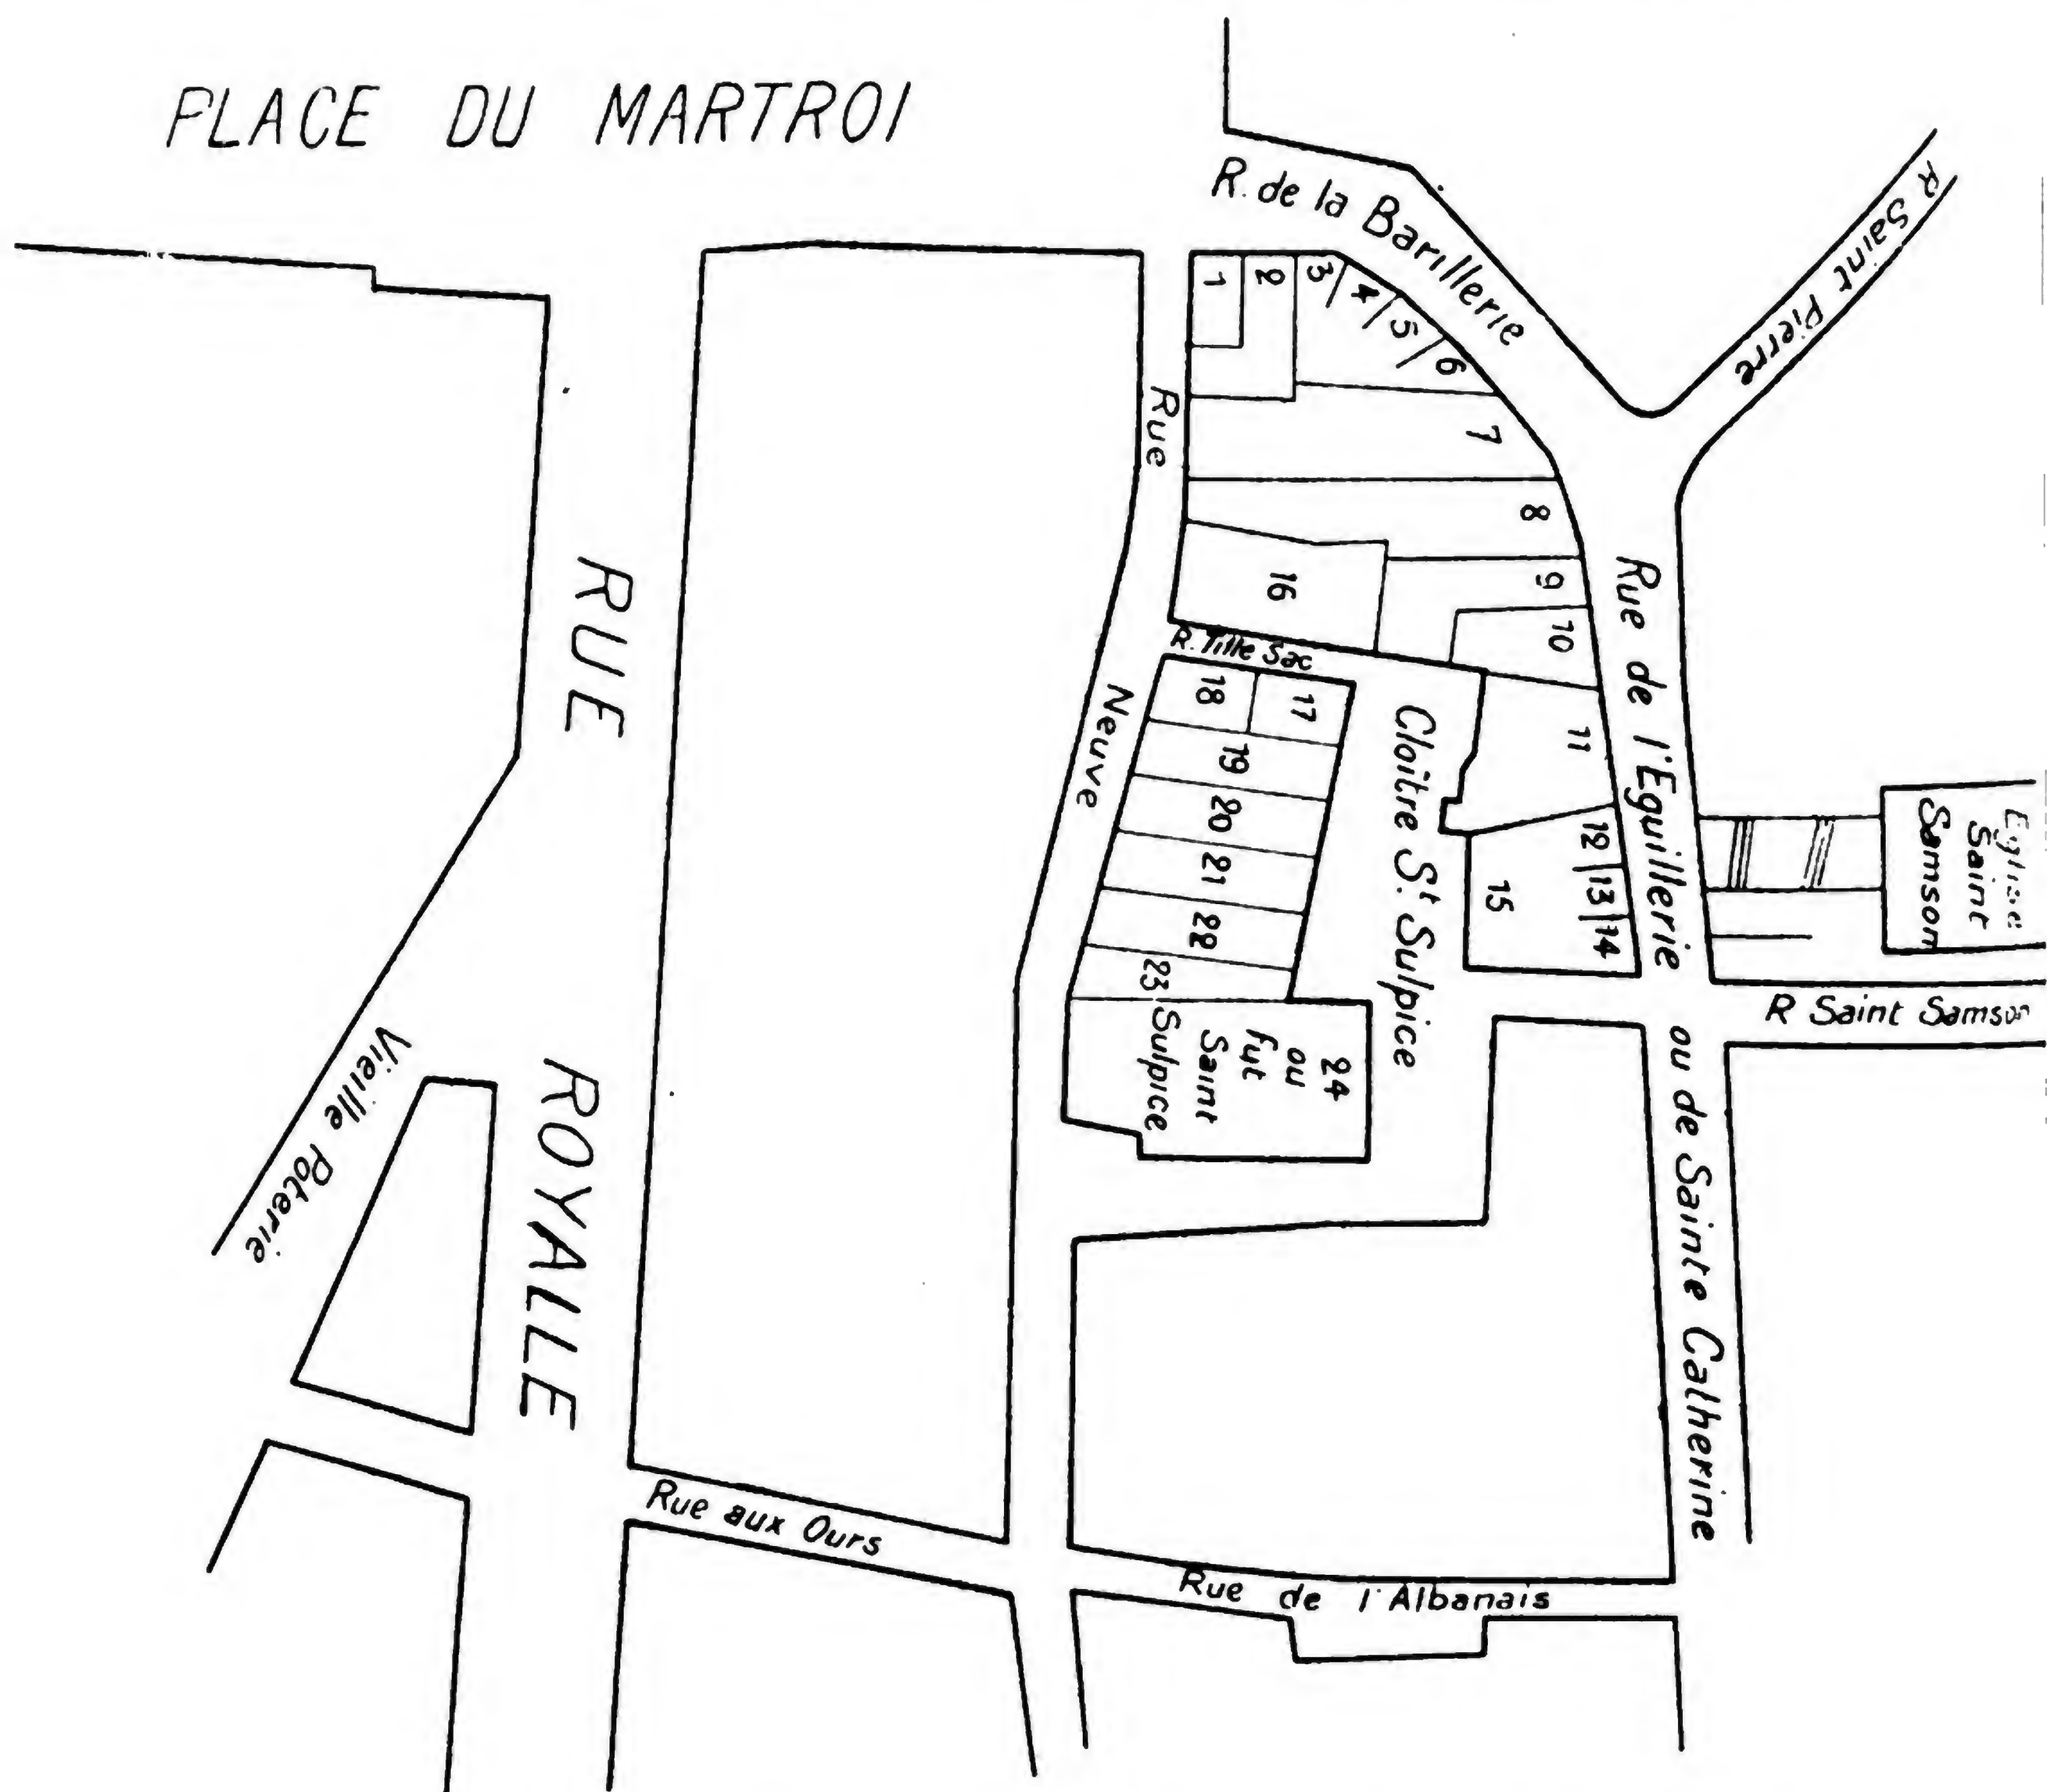 PLACE DU MARTROI
R. de la Barillerie
R Saint Pierre
1
2
3
4
5
6
7
8
9
10
11
12
13
14
15
16
17
18
19
20
21
22
23
24
ou
fut
Saint
Sulpice
Rue Neuve
R. Tille Sac
Cloître St Sulpice
Rue de l'Eguillerie ou de Sainte Catherine
Eglise
Saint
Samson
R Saint Samson
RUE ROYALLE
Vieille Poterie
Rue aux Ours
Rue de l'Albanais